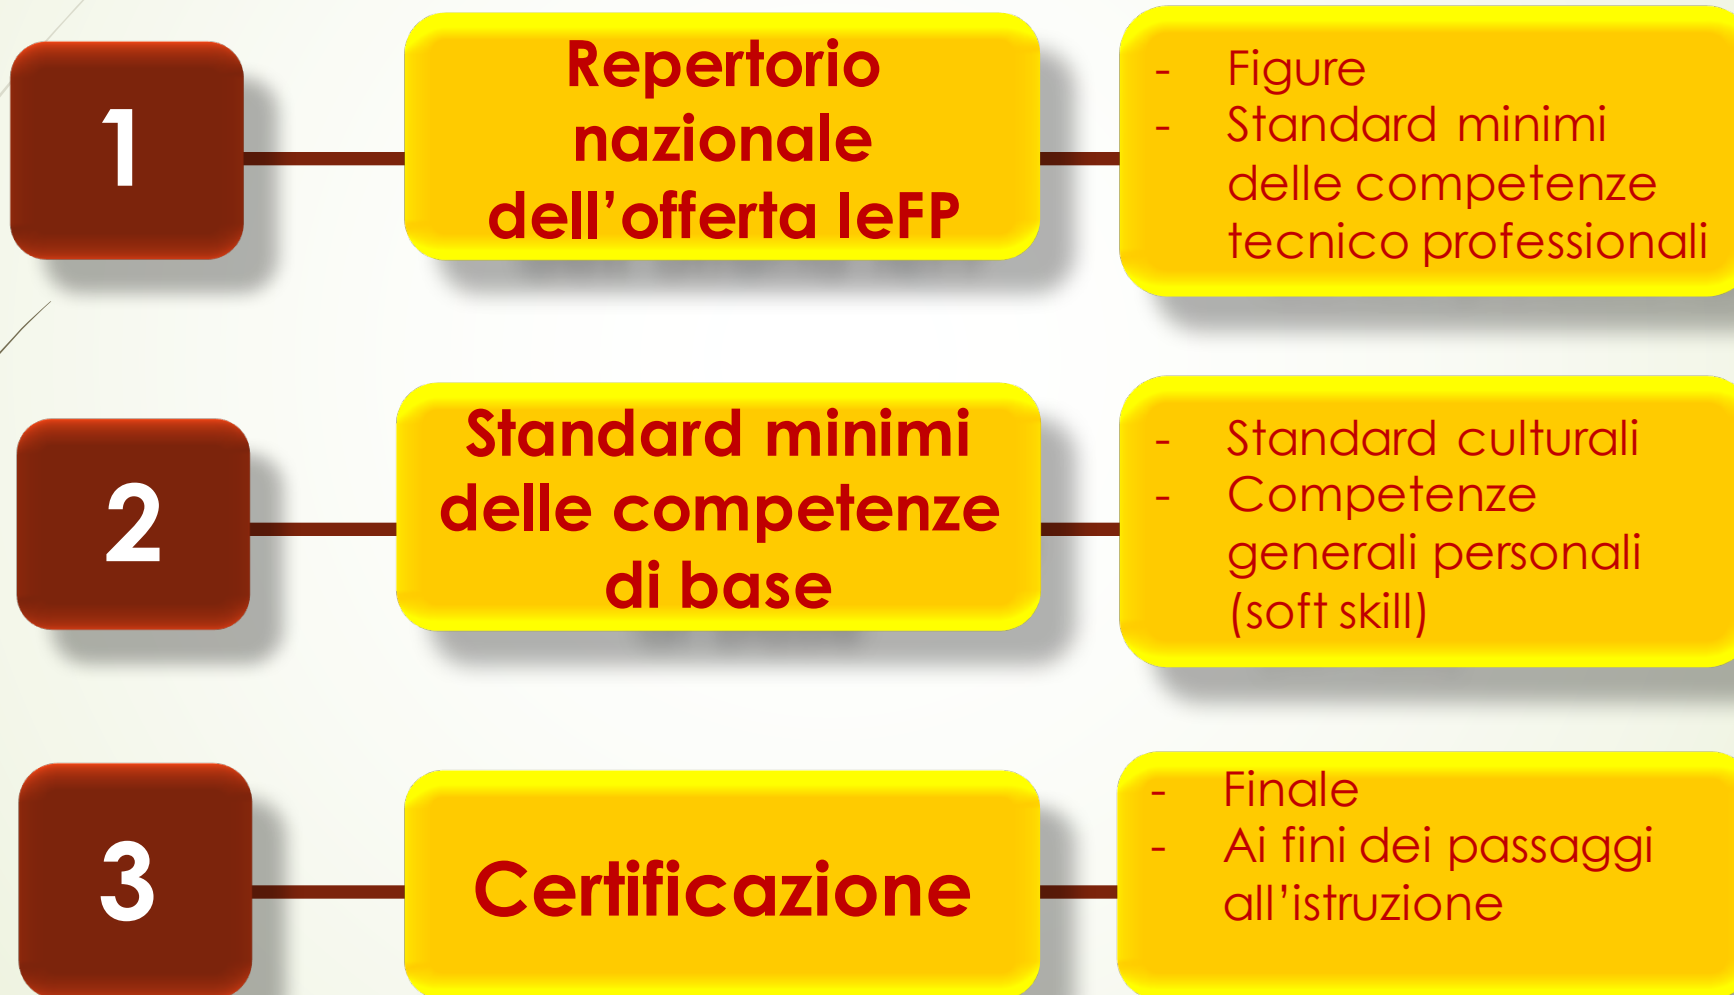 1
Repertorio
nazionale
dell’offerta IeFP
- Figure
- Standard minimi
delle competenze
tecnico professionali
2
Standard minimi
delle competenze
di base
- Standard culturali
- Competenze
generali personali
(soft skill)
3
Certificazione
- Finale
- Ai fini dei passaggi
all’istruzione